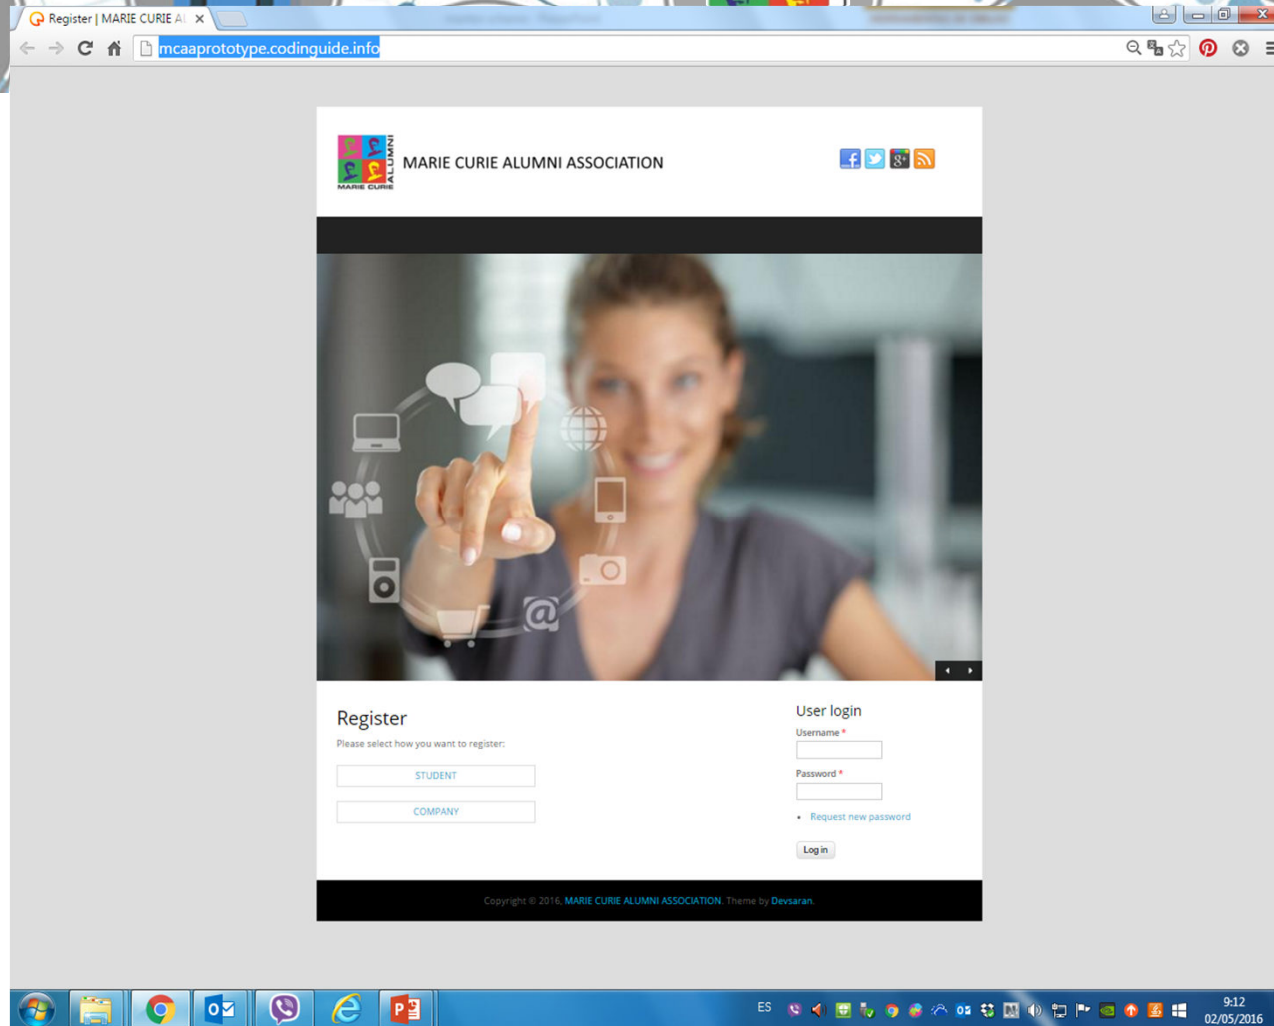 Register | MARIE CURIE AL
mcaaprototype.codinguide.info
MARIE CURIE
ALUMNI
MARIE CURIE ALUMNI ASSOCIATION
Register
Please select how you want to register:
STUDENT
COMPANY
User login
Username *
Password *
Request new password
Log in
Copyright © 2016, MARIE CURIE ALUMNI ASSOCIATION. Theme by Devsaran.
ES
9:12
02/05/2016